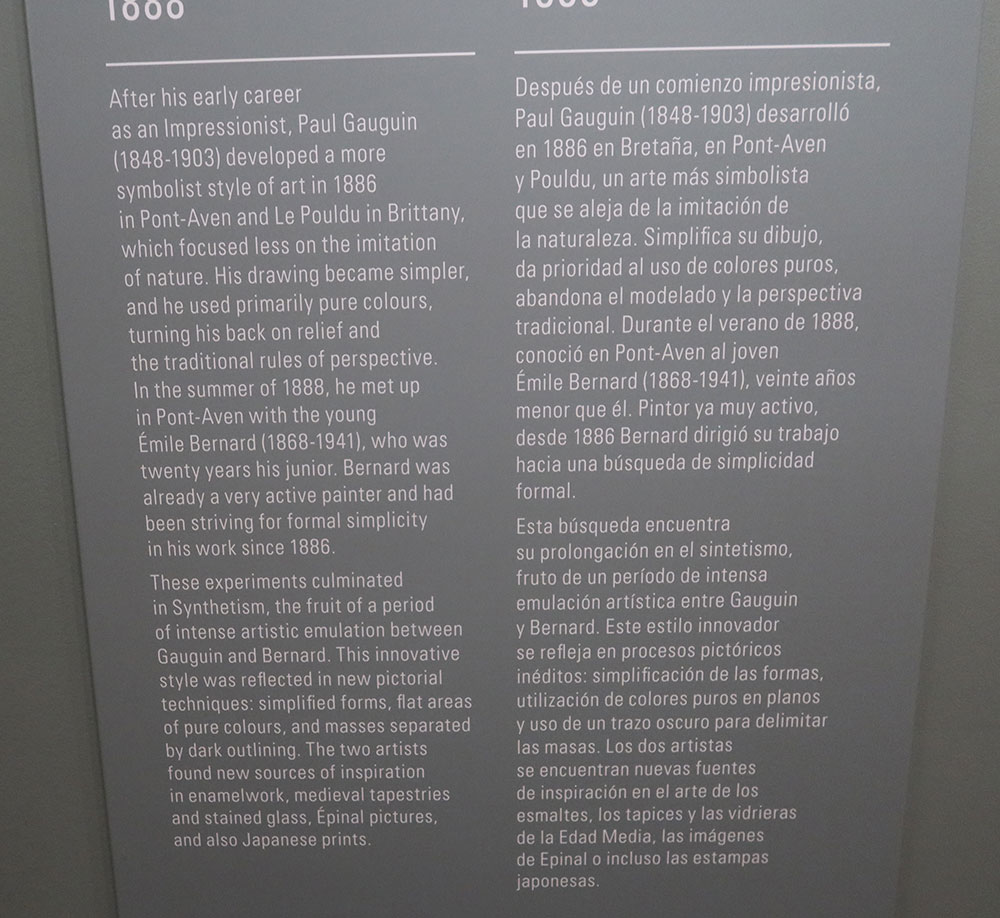 1888
After his early career
as an Impressionist, Paul Gauguin
(1848-1903) developed a more
symbolist style of art in 1886
in Pont-Aven and Le Pouldu in Brittany,
which focused less on the imitation
of nature. His drawing became simpler,
and he used primarily pure colours,
turning his back on relief and
the traditional rules of perspective.
In the summer of 1888, he met up
in Pont-Aven with the young
Émile Bernard (1868-1941), who was
twenty years his junior. Bernard was
already a very active painter and had
been striving for formal simplicity
in his work since 1886.
These experiments culminated
in Synthetism, the fruit of a period
of intense artistic emulation between
Gauguin and Bernard. This innovative
style was reflected in new pictorial
techniques: simplified forms, flat areas
of pure colours, and masses separated
by dark outlining. The two artists
found new sources of inspiration
in enamelwork, medieval tapestries
and stained glass, Épinal pictures,
and also Japanese prints.
Después de un comienzo impresionista,
Paul Gauguin (1848-1903) desarrolló
en 1886 en Bretaña, en Pont-Aven
y Pouldu, un arte más simbolista
que se aleja de la imitación de
la naturaleza. Simplifica su dibujo,
da prioridad al uso de colores puros,
abandona el modelado y la perspectiva
tradicional. Durante el verano de 1888,
conoció en Pont-Aven al joven
Émile Bernard (1868-1941), veinte años
menor que él. Pintor ya muy activo,
desde 1886 Bernard dirigió su trabajo
hacia una búsqueda de simplicidad
formal.
Esta búsqueda encuentra
su prolongación en el sintetismo,
fruto de un período de intensa
emulación artística entre Gauguin
y Bernard. Este estilo innovador
se refleja en procesos pictóricos
inéditos: simplificación de las formas,
utilización de colores puros en planos
y uso de un trazo oscuro para delimitar
las masas. Los dos artistas
se encuentran nuevas fuentes
de inspiración en el arte de los
esmaltes, los tapices y las vidrieras
de la Edad Media, las imágenes
de Epinal o incluso las estampas
japonesas.